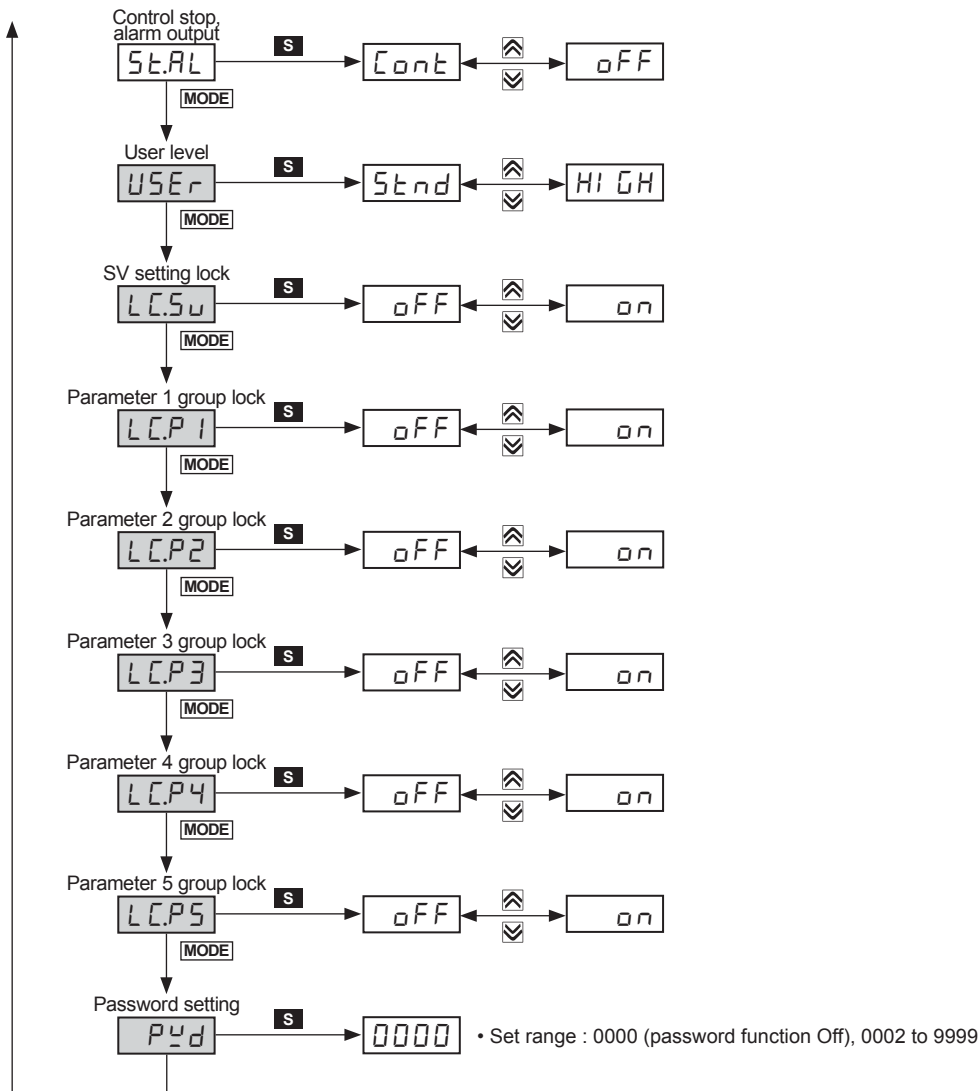 Control stop,
alarm output
St.AL S Cont oFF
MODE
User level
USEr S Stnd HIGH
MODE
SV setting lock
LC.Sv S oFF on
MODE
Parameter 1 group lock
LC.P1 S oFF on
MODE
Parameter 2 group lock
LC.P2 S oFF on
MODE
Parameter 3 group lock
LC.P3 S oFF on
MODE
Parameter 4 group lock
LC.P4 S oFF on
MODE
Parameter 5 group lock
LC.P5 S oFF on
MODE
Password setting
PWd S 0000 • Set range : 0000 (password function Off), 0002 to 9999